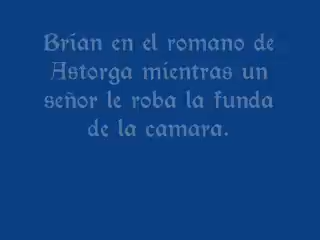 Brian en el romano de
Astorga mientras un
señor le roba la funda
de la camara.